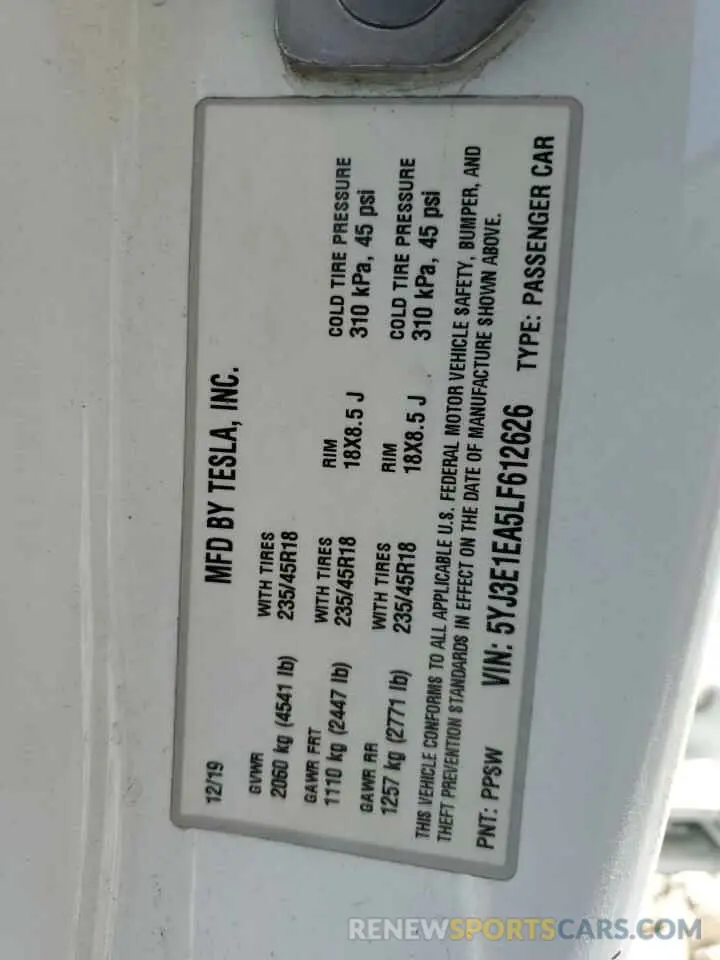 MFD BY TESLA, INC.
12/19
GVWR
2060 kg (4541 lb)
WITH TIRES
235/45R18
GAWR FRT
1110 kg (2447 lb)
WITH TIRES
235/45R18
RIM
18X8.5 J
COLD TIRE PRESSURE
310 kPa, 45 psi
GAWR RR
1257 kg (2771 lb)
WITH TIRES
235/45R18
RIM
18X8.5 J
COLD TIRE PRESSURE
310 kPa, 45 psi
THIS VEHICLE CONFORMS TO ALL APPLICABLE U.S. FEDERAL MOTOR VEHICLE SAFETY, BUMPER, AND
THEFT PREVENTION STANDARDS IN EFFECT ON THE DATE OF MANUFACTURE SHOWN ABOVE.
PNT: PPSW VIN: 5YJ3E1EA5LF612626 TYPE: PASSENGER CAR
RENEWSPORTSCARS.COM